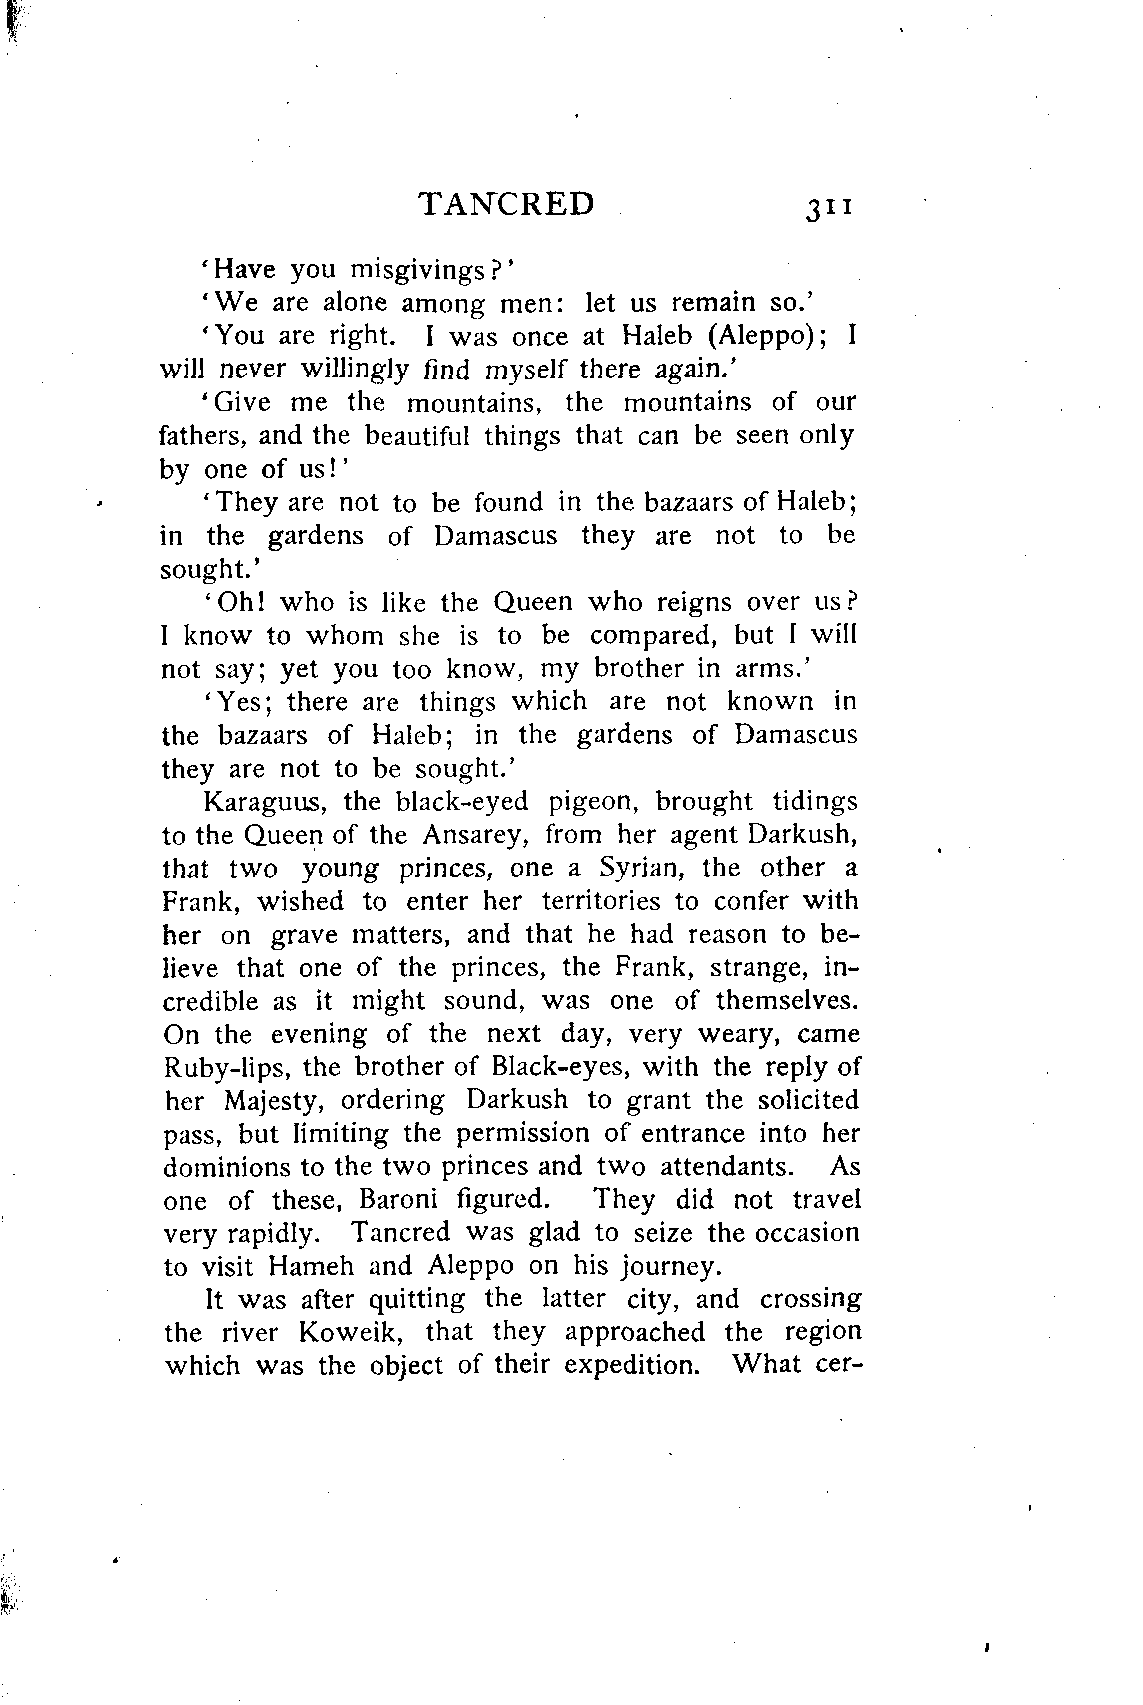 TANCRED 311
‘Have you misgivings?’
‘We are alone among men: let us remain so.’
‘You are right. I was once at Haleb (Aleppo); I
will never willingly find myself there again.’
‘Give me the mountains, the mountains of our
fathers, and the beautiful things that can be seen only
by one of us!’
‘They are not to be found in the bazaars of Haleb;
in the gardens of Damascus they are not to be
sought.’
‘Oh! who is like the Queen who reigns over us?
I know to whom she is to be compared, but I will
not say; yet you too know, my brother in arms.’
‘Yes; there are things which are not known in
the bazaars of Haleb; in the gardens of Damascus
they are not to be sought.’
Karaguus, the black-eyed pigeon, brought tidings
to the Queen of the Ansarey, from her agent Darkush,
that two young princes, one a Syrian, the other a
Frank, wished to enter her territories to confer with
her on grave matters, and that he had reason to be-
lieve that one of the princes, the Frank, strange, in-
credible as it might sound, was one of themselves.
On the evening of the next day, very weary, came
Ruby-lips, the brother of Black-eyes, with the reply of
her Majesty, ordering Darkush to grant the solicited
pass, but limiting the permission of entrance into her
dominions to the two princes and two attendants. As
one of these, Baroni figured. They did not travel
very rapidly. Tancred was glad to seize the occasion
to visit Hameh and Aleppo on his journey.
It was after quitting the latter city, and crossing
the river Koweik, that they approached the region
which was the object of their expedition. What cer-